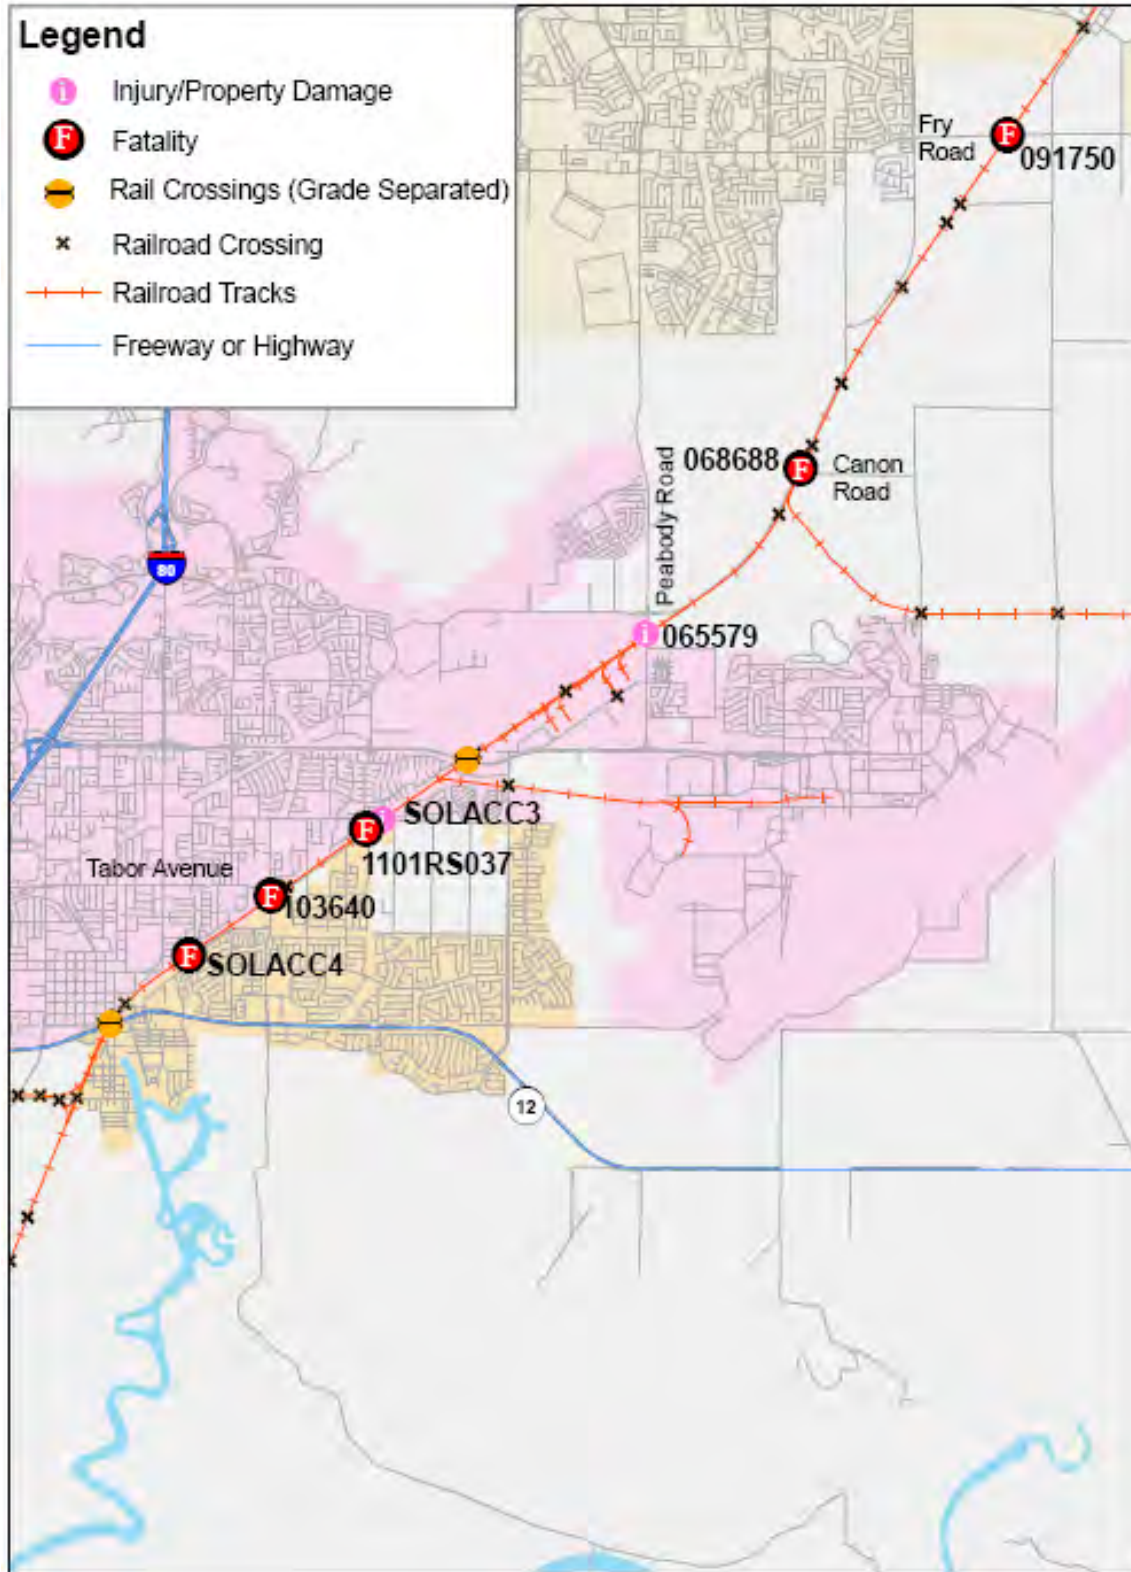 Legend
i Injury/Property Damage
F Fatality
Rail Crossings (Grade Separated)
Railroad Crossing
Railroad Tracks
Freeway or Highway
Fry
Road
F
091750
068688
F
Canon
Road
Peabody Road
80
i
065579
i
SOLACC3
F
1101RS037
Tabor Avenue
F
103640
F
SOLACC4
12